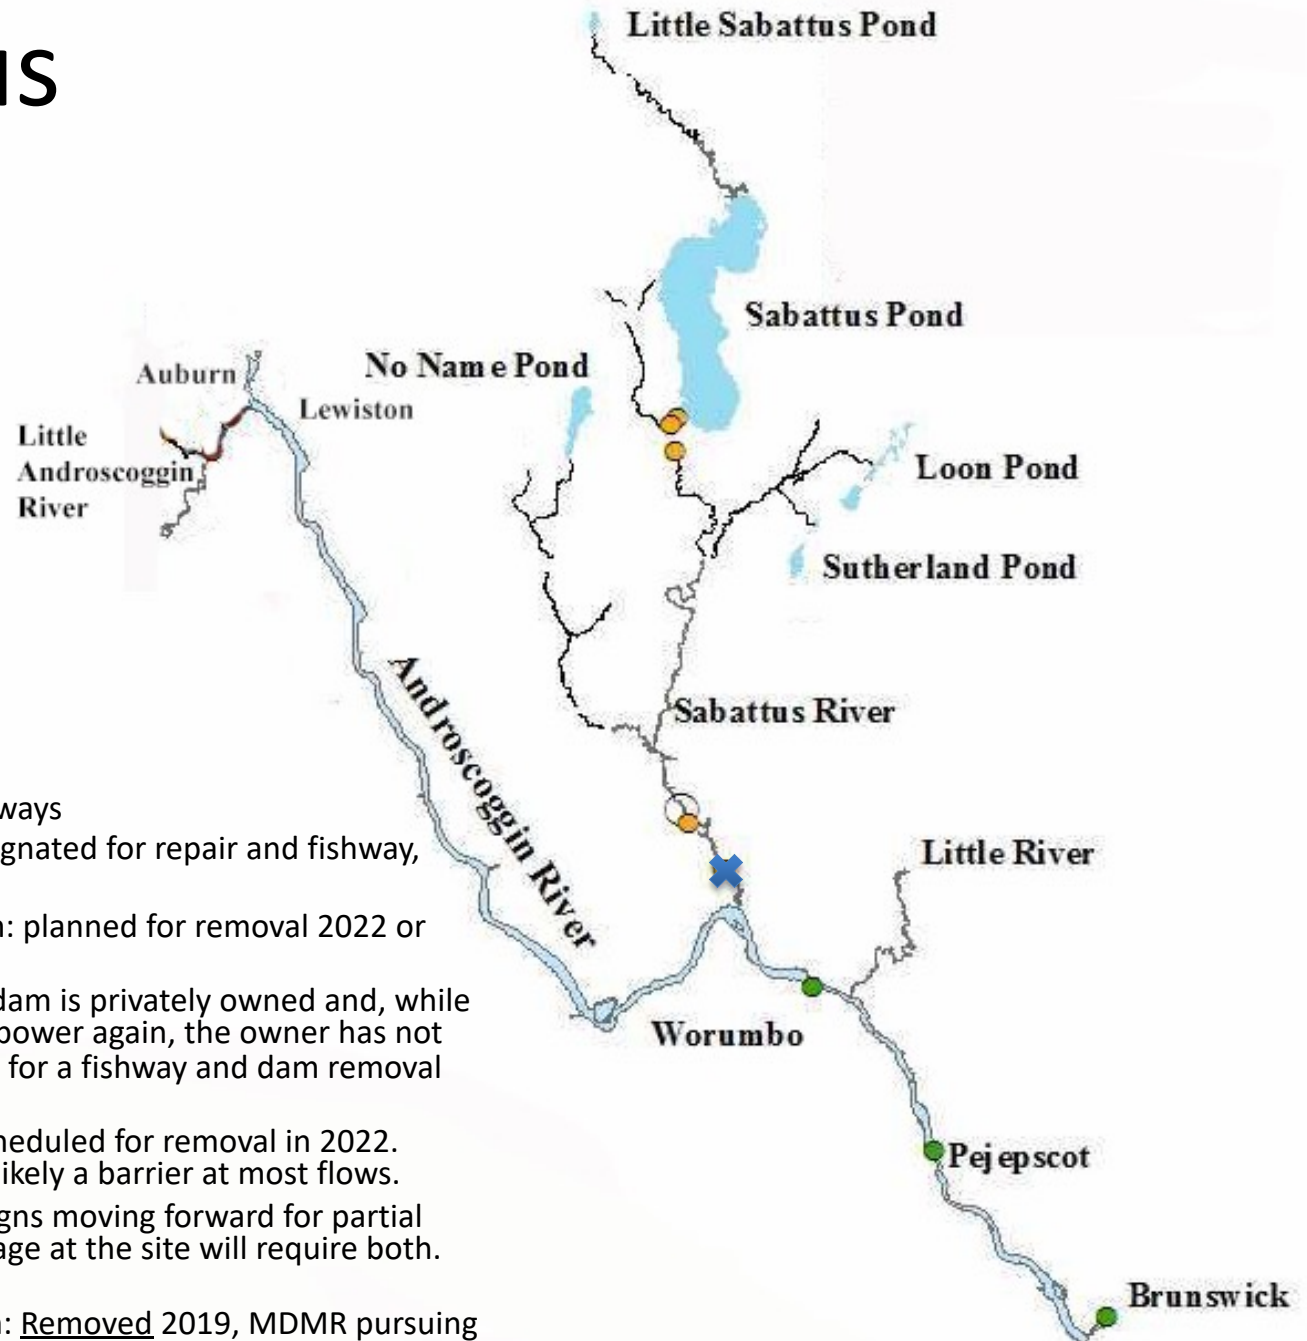 us
Little Sabattus Pond
Sabattus Pond
No Name Pond
Auburn
Lewiston
Little
Androscoggin
River
Loon Pond
Sutherland Pond
Androscoggin River
Sabattus River
Little River
Worumbo
Pejepscot
Brunswick
ways
gnated for repair and fishway,
n: planned for removal 2022 or
dam is privately owned and, while
power again, the owner has not
for a fishway and dam removal
heduled for removal in 2022.
ikely a barrier at most flows.
igns moving forward for partial
age at the site will require both.
n: Removed 2019, MDMR pursuing